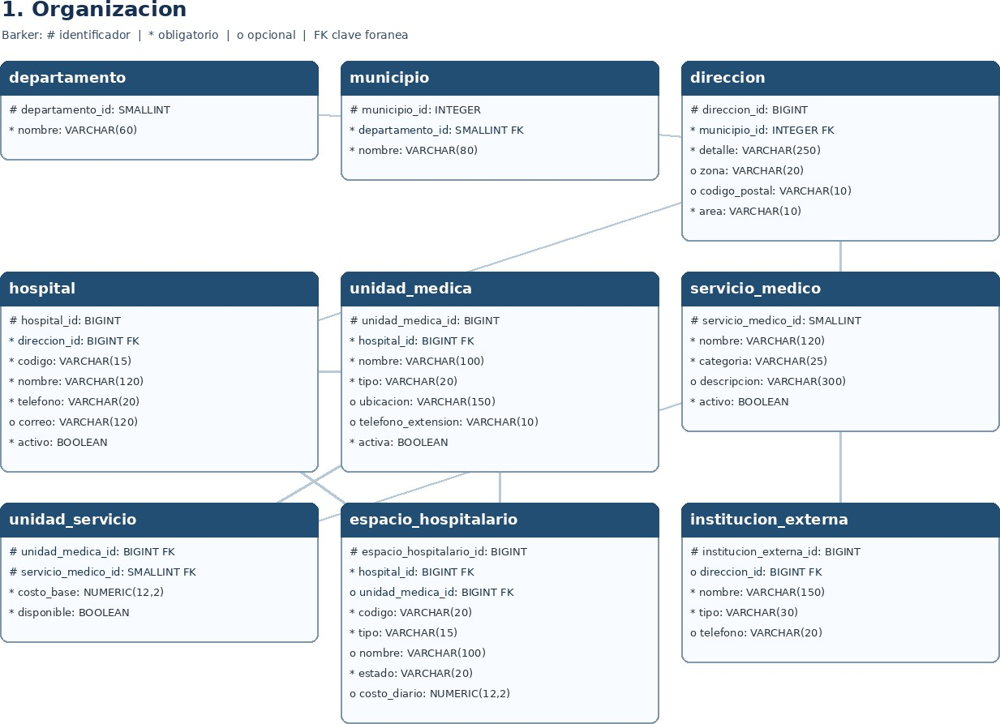 1. Organizacion
Barker: # identificador | * obligatorio | o opcional | FK clave foranea
departamento
# departamento_id: SMALLINT
* nombre: VARCHAR(60)
municipio
# municipio_id: INTEGER
* departamento_id: SMALLINT FK
* nombre: VARCHAR(80)
direccion
# direccion_id: BIGINT
* municipio_id: INTEGER FK
* detalle: VARCHAR(250)
o zona: VARCHAR(20)
o codigo_postal: VARCHAR(10)
* area: VARCHAR(10)
hospital
# hospital_id: BIGINT
* direccion_id: BIGINT FK
* codigo: VARCHAR(15)
* nombre: VARCHAR(120)
* telefono: VARCHAR(20)
o correo: VARCHAR(120)
* activo: BOOLEAN
unidad_medica
# unidad_medica_id: BIGINT
* hospital_id: BIGINT FK
* nombre: VARCHAR(100)
* tipo: VARCHAR(20)
o ubicacion: VARCHAR(150)
o telefono_extension: VARCHAR(10)
* activa: BOOLEAN
servicio_medico
# servicio_medico_id: SMALLINT
* nombre: VARCHAR(120)
* categoria: VARCHAR(25)
o descripcion: VARCHAR(300)
* activo: BOOLEAN
unidad_servicio
# unidad_medica_id: BIGINT FK
# servicio_medico_id: SMALLINT FK
* costo_base: NUMERIC(12,2)
* disponible: BOOLEAN
espacio_hospitalario
# espacio_hospitalario_id: BIGINT
* hospital_id: BIGINT FK
o unidad_medica_id: BIGINT FK
* codigo: VARCHAR(20)
* tipo: VARCHAR(15)
o nombre: VARCHAR(100)
* estado: VARCHAR(20)
o costo_diario: NUMERIC(12,2)
institucion_externa
# institucion_externa_id: BIGINT
o direccion_id: BIGINT FK
* nombre: VARCHAR(150)
* tipo: VARCHAR(30)
o telefono: VARCHAR(20)